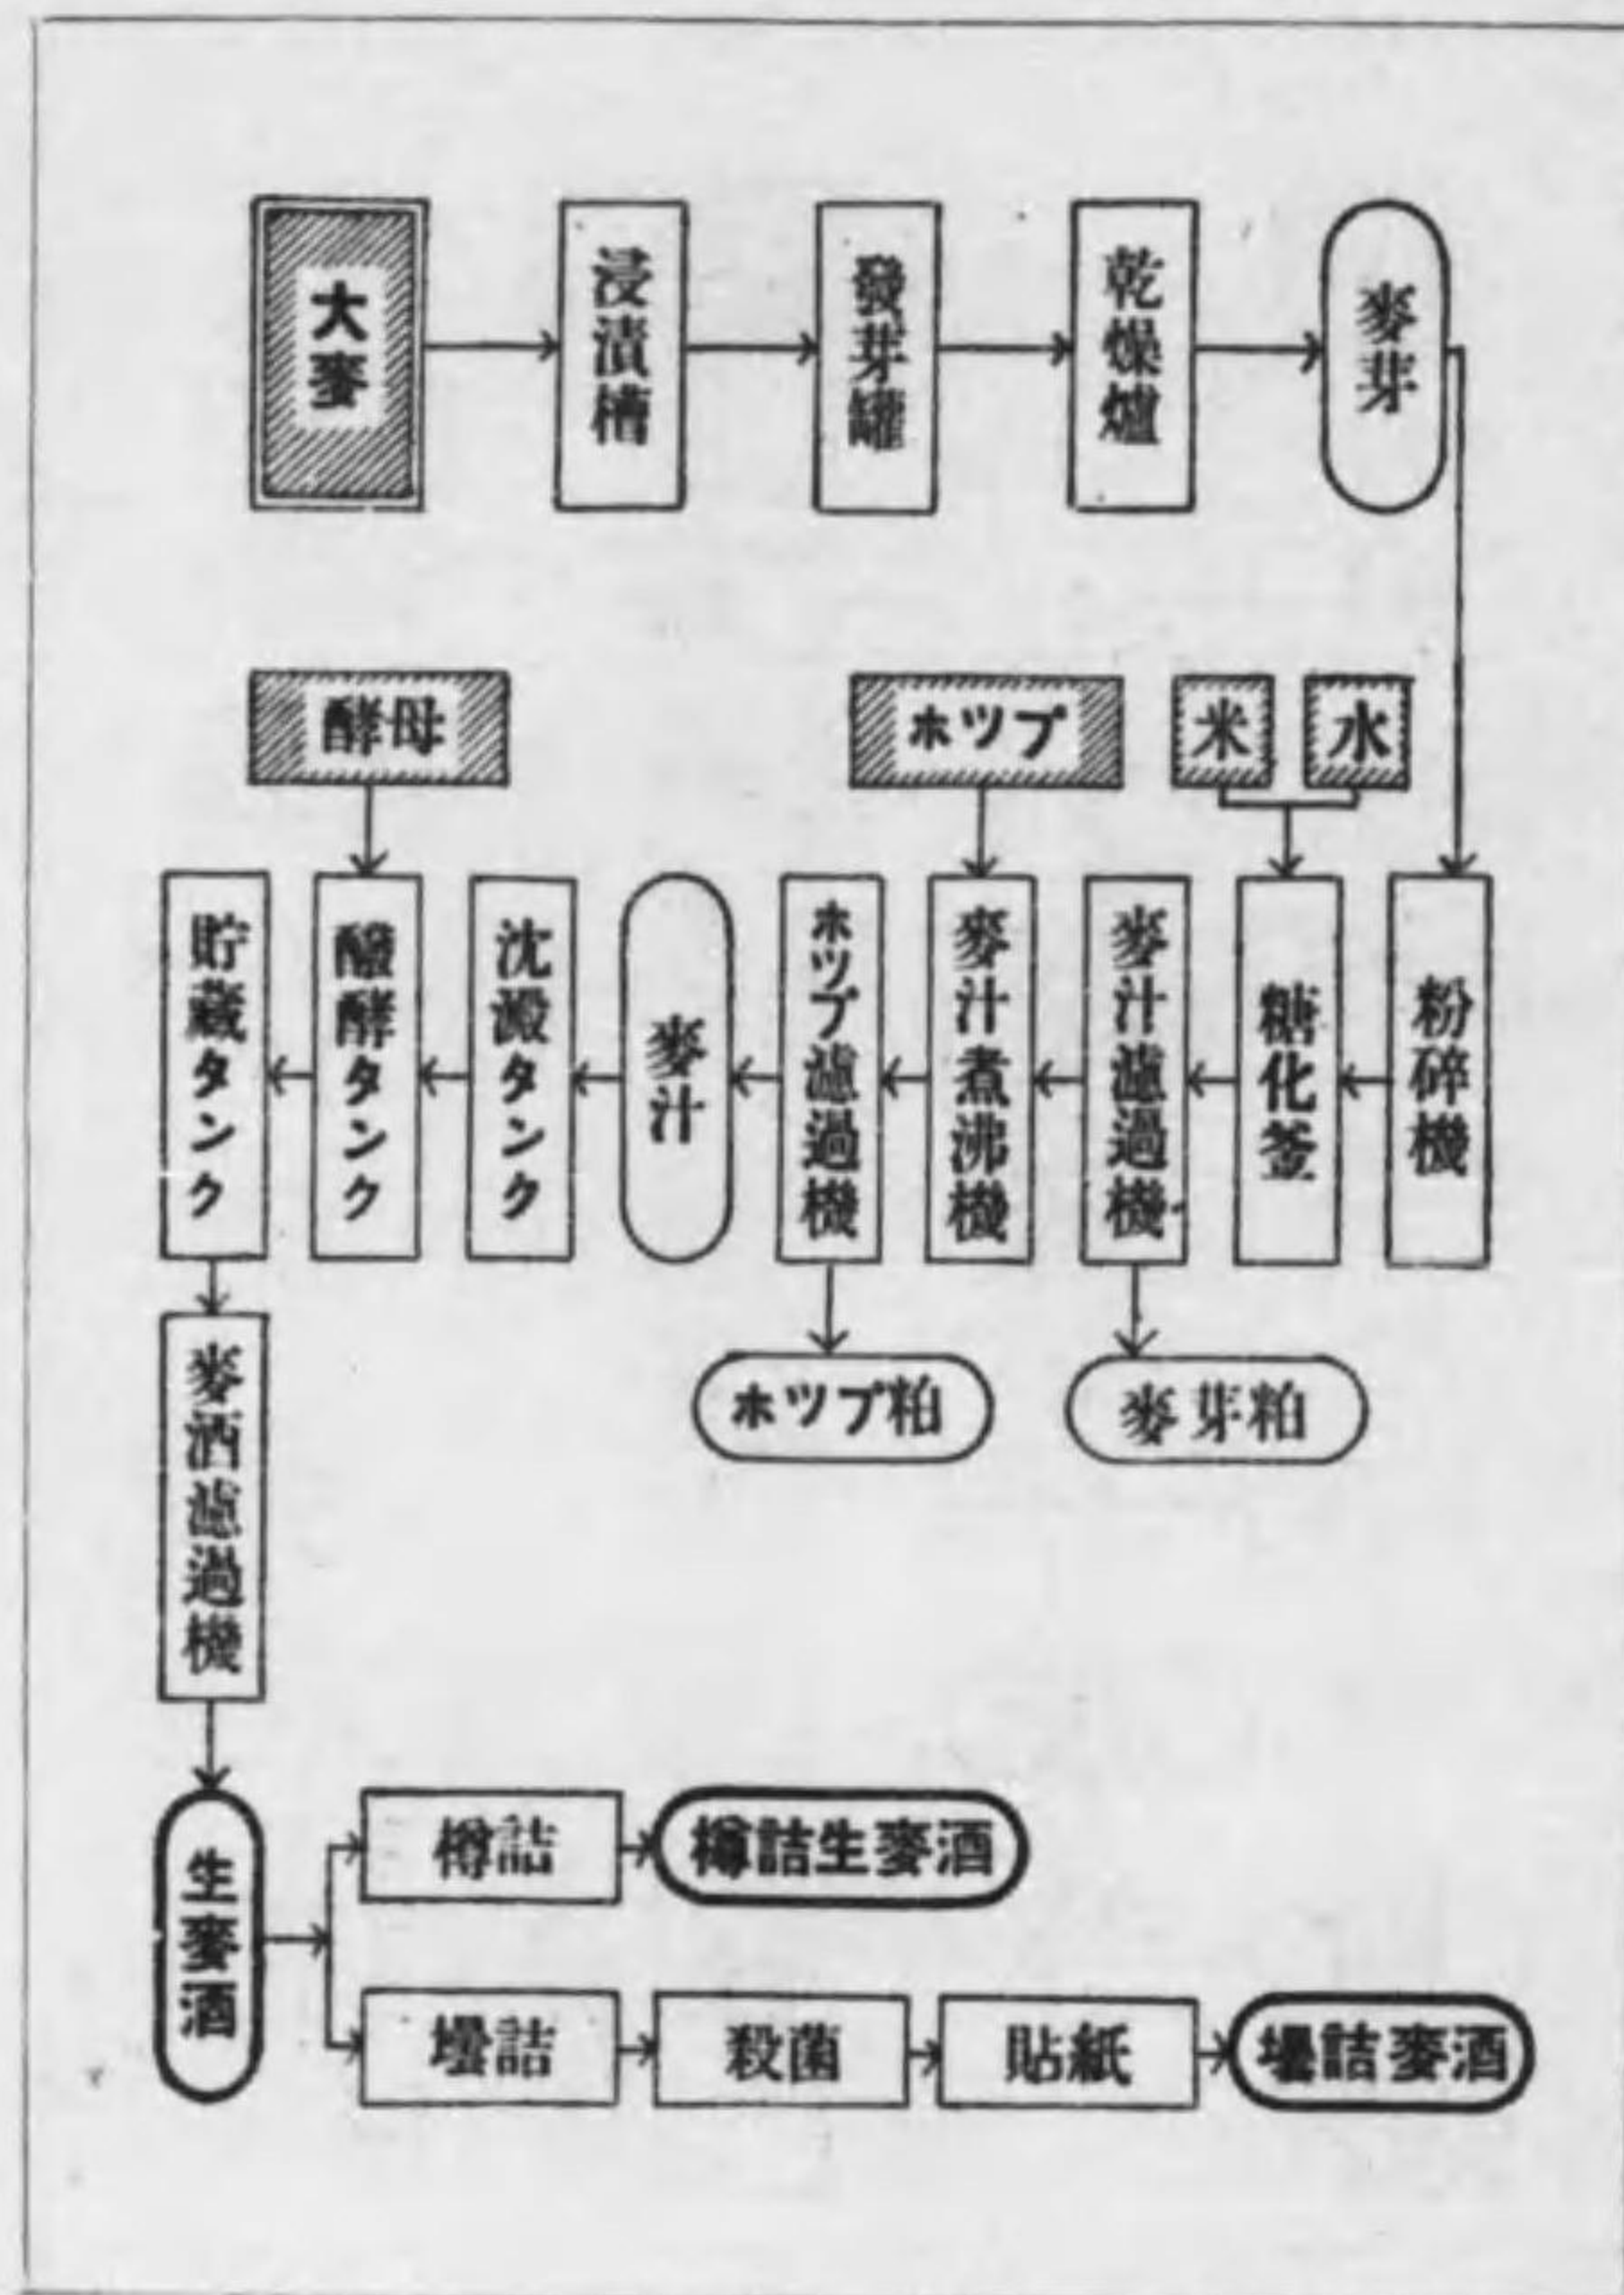 大麥
浸漬槽
發芽罐
乾燥爐
麥芽
酵母
ホツプ
米
水
粉碎機
糖化釜
麥汁濾過機
麥汁煮沸機
ホツプ濾過機
麥汁
沈澱タンク
醱酵タンク
貯蔵タンク
ホツプ粕
麥芽粕
麥酒濾過機
生麥酒
樽詰
樽詰生麥酒
壜詰
殺菌
貼紙
壜詰麥酒